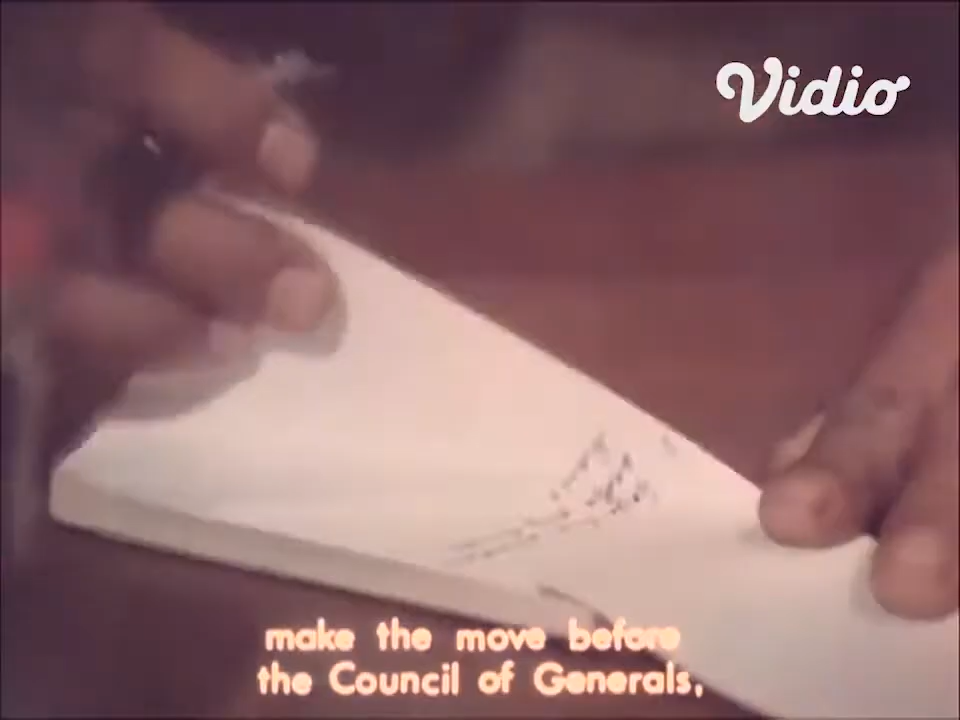 Vidio
make the move before
the Council of Generals,